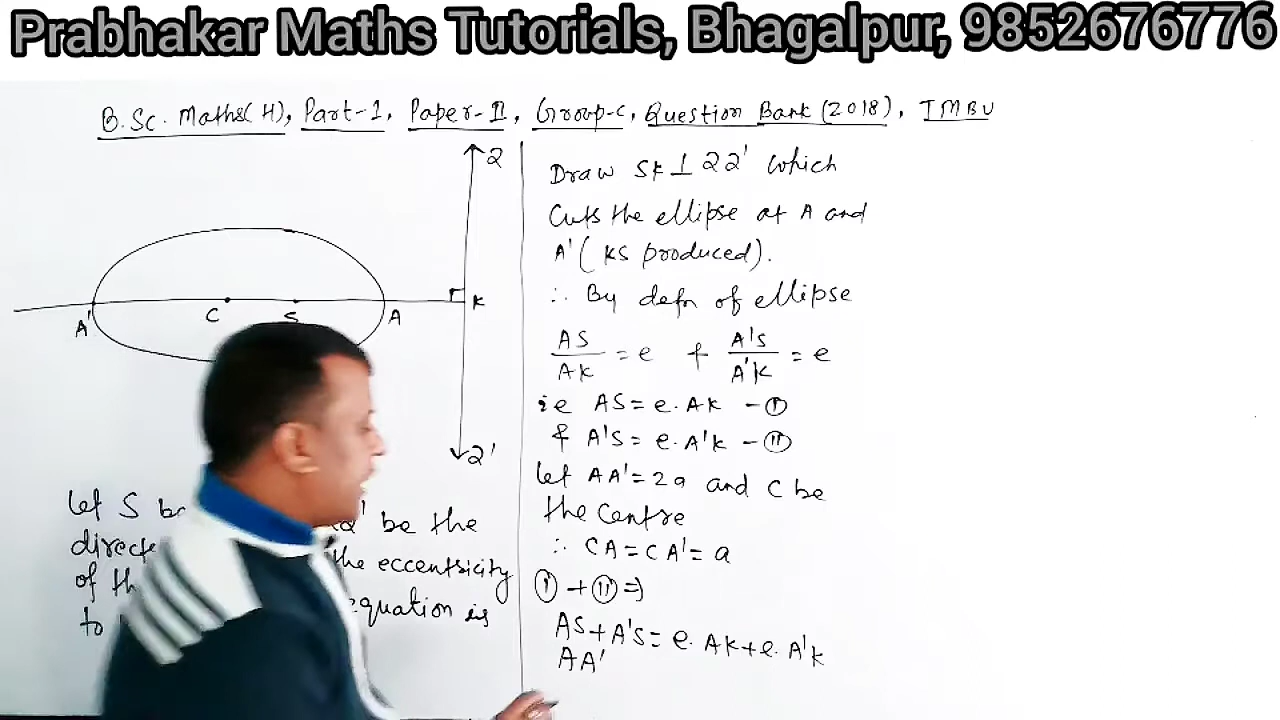 Prabhakar Maths Tutorials, Bhagalpur, 9852676776
B.Sc. Maths(H), Part-1, Paper-II, Group-C, Question Bank (2018), TMBU
Z
K
A'
C
S
A
Z'
Let S be
' be the
directr
the eccentricity
of th
equation is
to
Draw SK ⊥ ZZ' which
Cuts the ellipse at A and
A' ( KS produced).
∴ By defn of ellipse
AS/AK = e & A'S/A'K = e
ie AS = e. AK - (I)
& A'S = e. A'K - (II)
let AA' = 2a and C be
the Centre
∴ CA = CA' = a
(I) + (II) ⇒
AS + A'S = e. AK + e. A'K
AA'